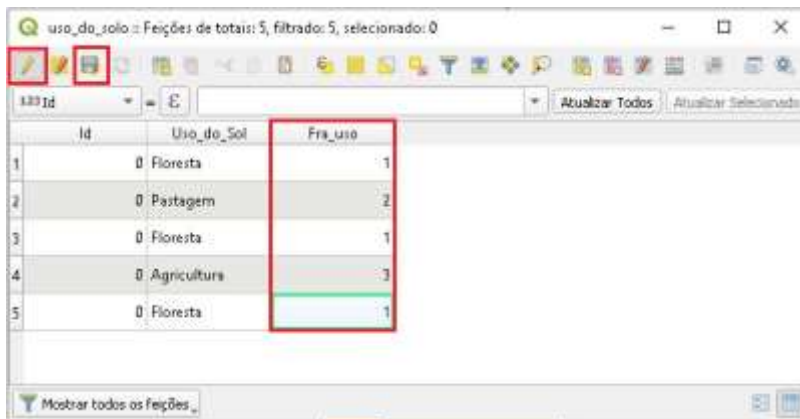 uso_do_solo :: Feições de totais: 5, filtrado: 5, selecionado: 0
123 Id = ε Atualizar Todos Atualizar Selecionado
Id Uso_do_Sol Fra_uso
1 0 Floresta 1
2 0 Pastagem 2
3 0 Floresta 1
4 0 Agricultura 3
5 0 Floresta 1
Mostrar todos os feições